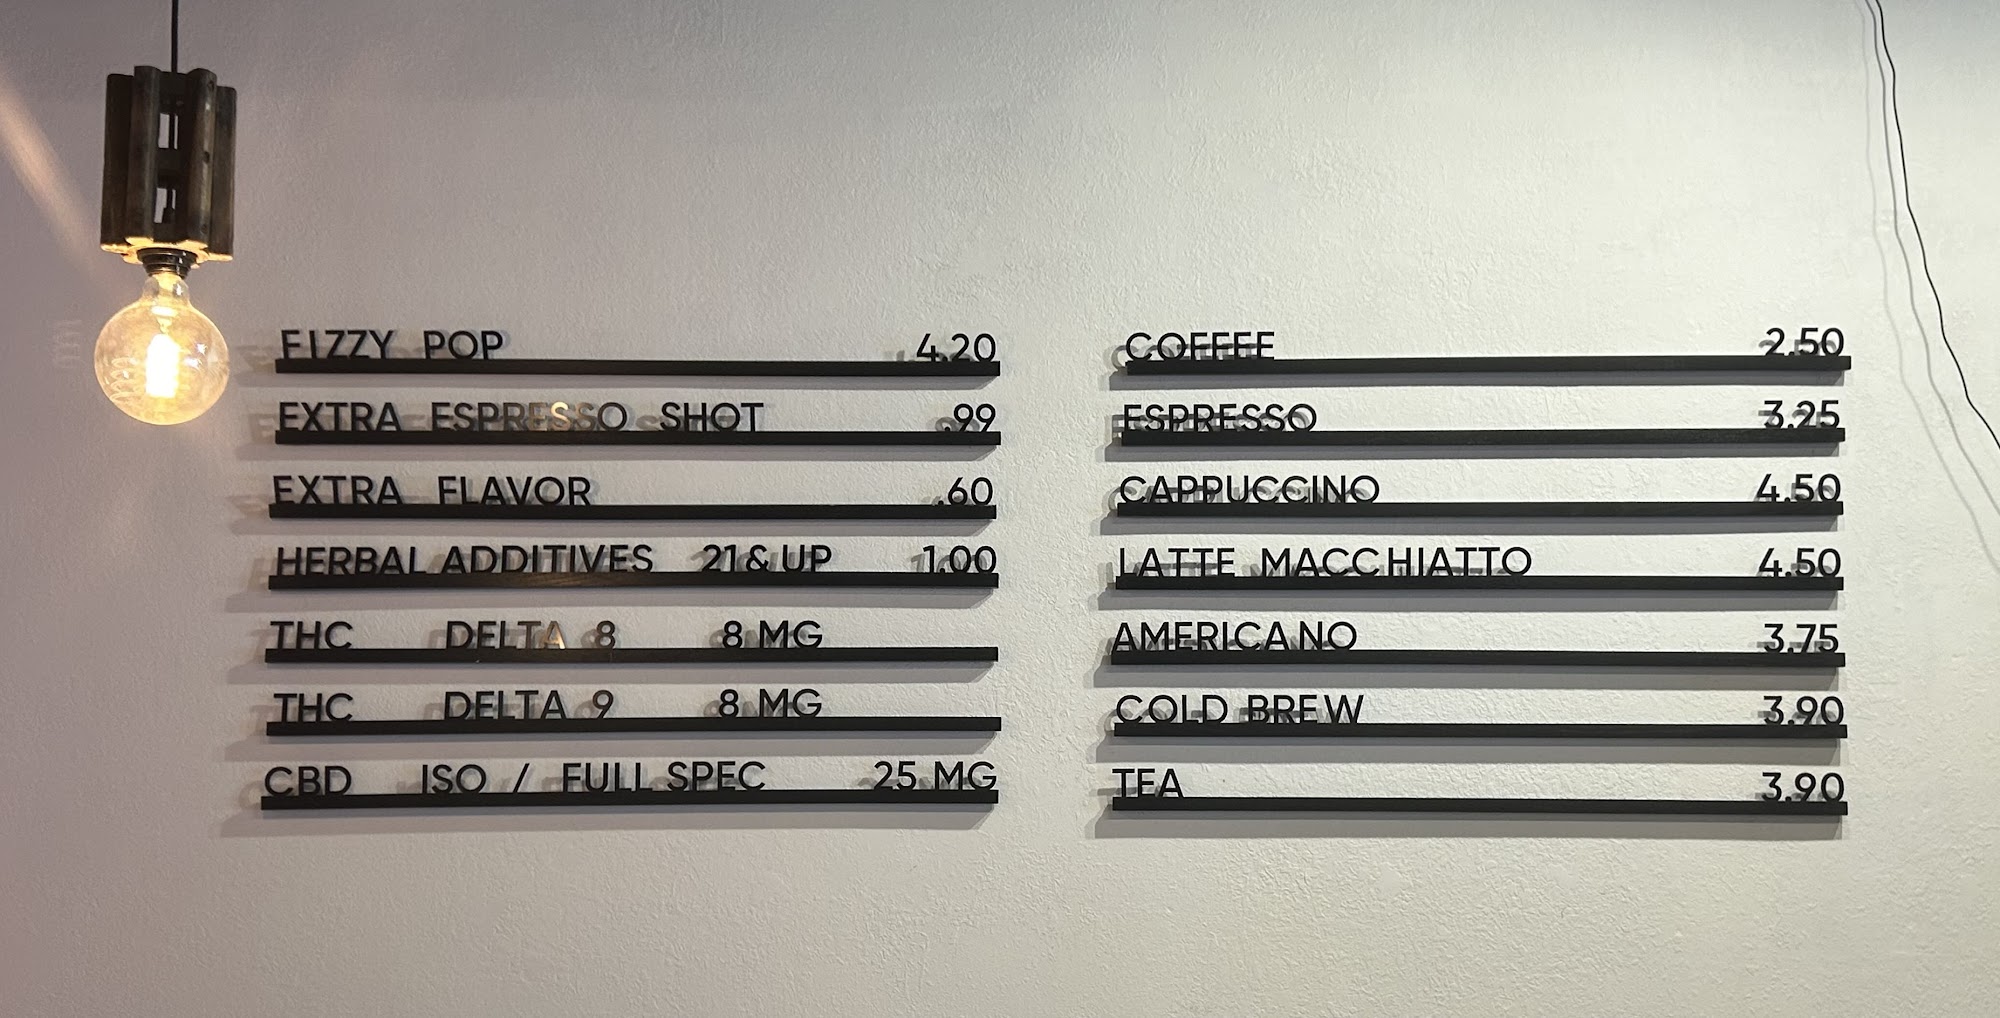 FIZZY POP 4.20
EXTRA ESPRESSO SHOT .99
EXTRA FLAVOR .60
HERBAL ADDITIVES 21 & UP 1.00
THC DELTA 8 8 MG
THC DELTA 9 8 MG
CBD ISO / FULL SPEC 25 MG
COFFEE 2.50
ESPRESSO 3.25
CAPPUCCINO 4.50
LATTE MACCHIATTO 4.50
AMERICANO 3.75
COLD BREW 3.90
TEA 3.90